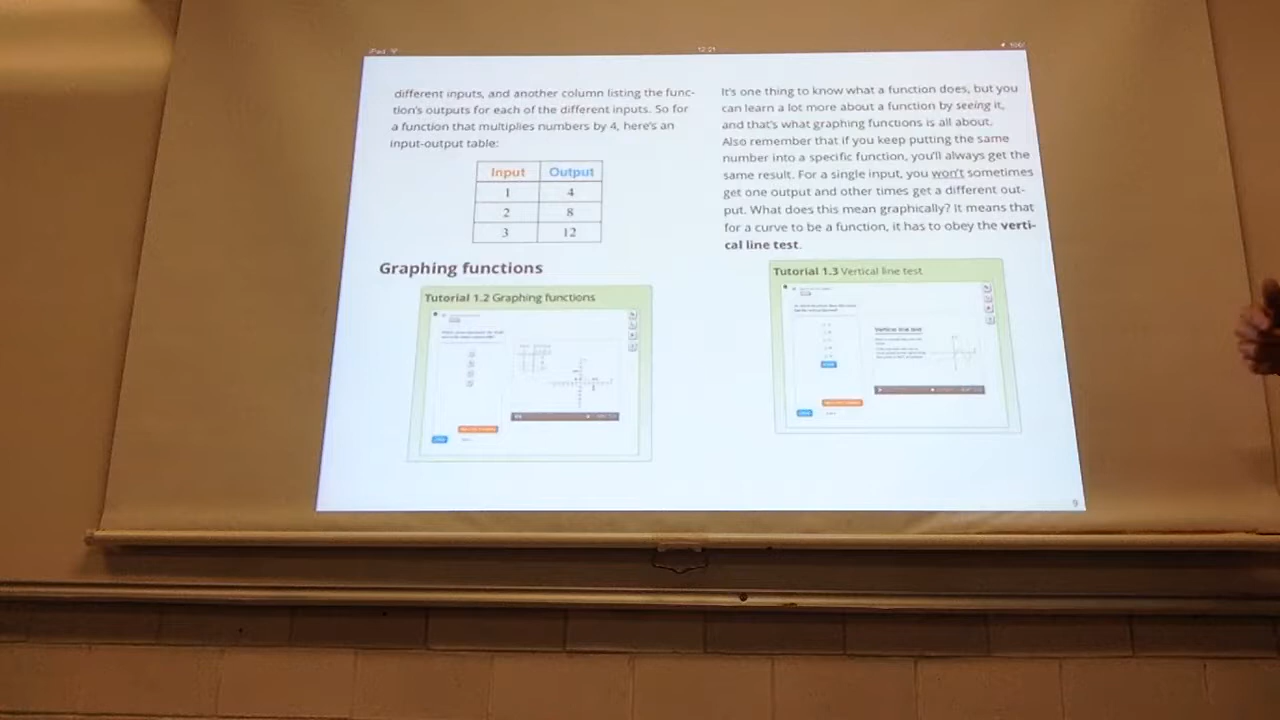 iPad
12:21
different inputs, and another column listing the func-
tion's outputs for each of the different inputs. So for
a function that multiplies numbers by 4, here's an
input-output table:
Input Output
1 4
2 8
3 12
Graphing functions
Tutorial 1.2 Graphing functions
It's one thing to know what a function does, but you
can learn a lot more about a function by seeing it,
and that's what graphing functions is all about.
Also remember that if you keep putting the same
number into a specific function, you'll always get the
same result. For a single input, you won't sometimes
get one output and other times get a different out-
put. What does this mean graphically? It means that
for a curve to be a function, it has to obey the verti-
cal line test.
Tutorial 1.3 Vertical line test
Vertical line test
9